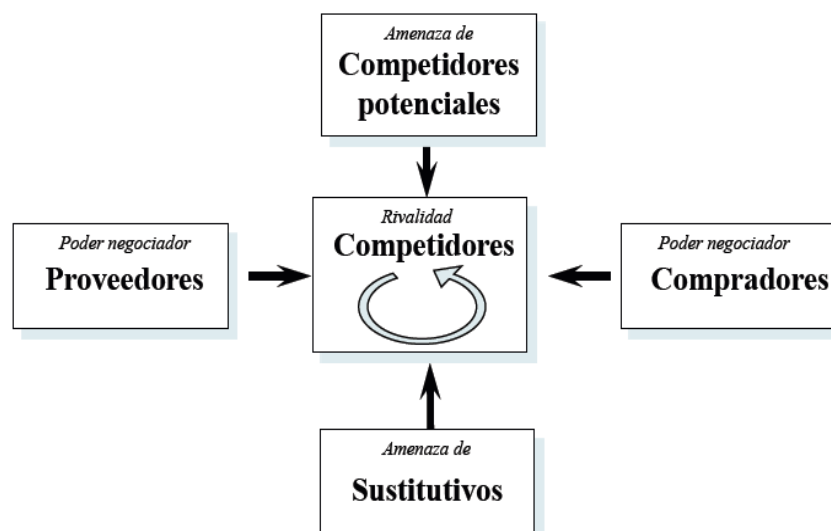 Amenaza de
Competidores
potenciales
Rivalidad
Competidores
Poder negociador
Proveedores
Poder negociador
Compradores
Amenaza de
Sustitutivos